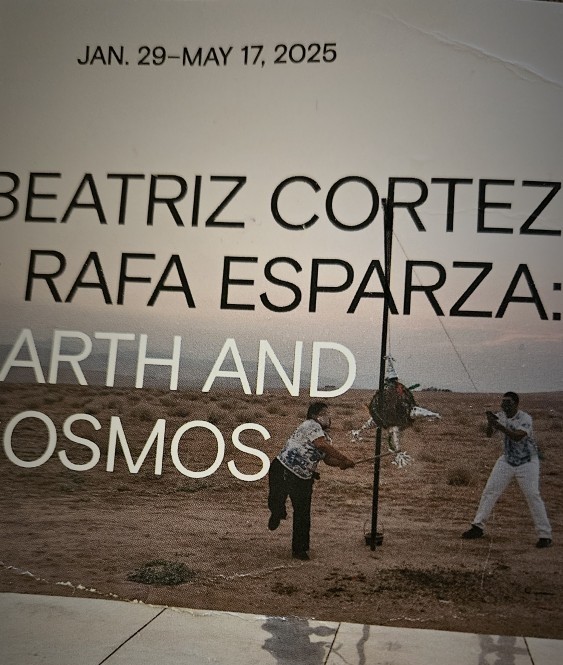 JAN. 29–MAY 17, 2025
BEATRIZ CORTEZ
RAFA ESPARZA:
ARTH AND
OSMOS